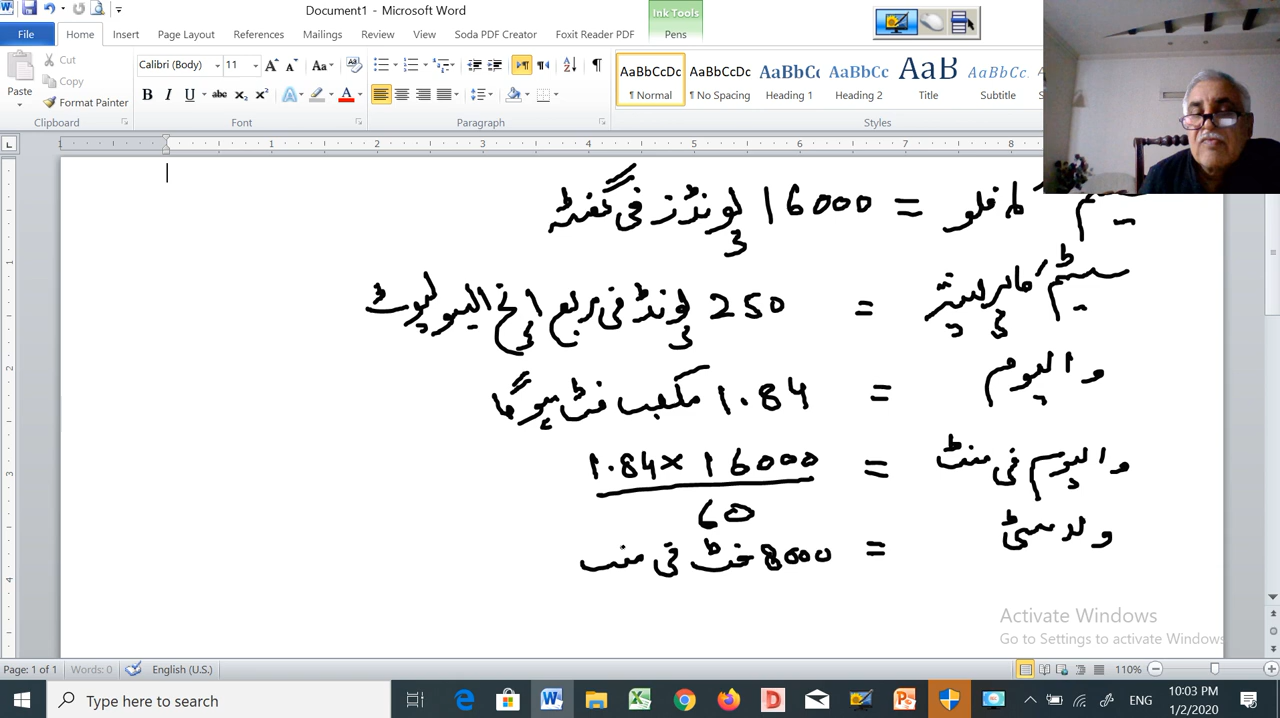 Document1 - Microsoft Word
Ink Tools
File Home Insert Page Layout References Mailings Review View Soda PDF Creator Foxit Reader PDF Pens
Paste Cut Copy Format Painter
Calibri (Body) 11
AaBbCcDc AaBbCcDc AaBbCc AaBbCc AaB AaBbCc.
¶ Normal ¶ No Spacing Heading 1 Heading 2 Title Subtitle
Clipboard Font Paragraph Styles
کا فلو = 16000 پونڈز فی گھنٹہ
سٹیم کا پریشر = 250 پونڈ فی مربع انچ ایبسولیوٹ
والیوم = 1.84 مکعب فٹ ہوگا
والیوم فی منٹ = 1.84 × 16000
60
ولاسٹی = 8000 فٹ فی منٹ
Activate Windows
Go to Settings to activate Windows.
Page: 1 of 1 Words: 0 English (U.S.) 110%
Type here to search
ENG 10:03 PM
1/2/2020